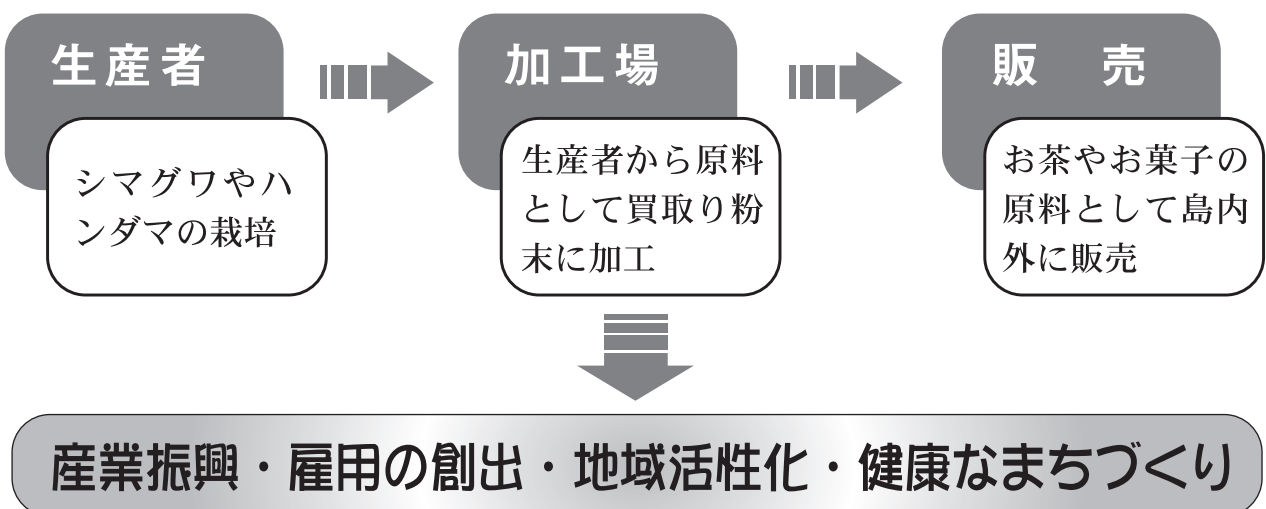 生産者
シマグワやハ
ンダマの栽培
加工場
生産者から原料
として買取り粉
末に加工
販　売
お茶やお菓子の
原料として島内
外に販売
産業振興・雇用の創出・地域活性化・健康なまちづくり